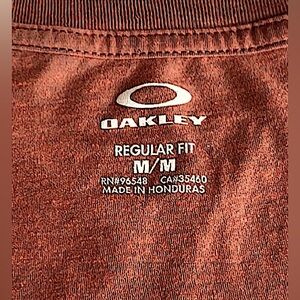 OAKLEY
REGULAR FIT
M/M
RN#96548 CA#35460
MADE IN HONDURAS